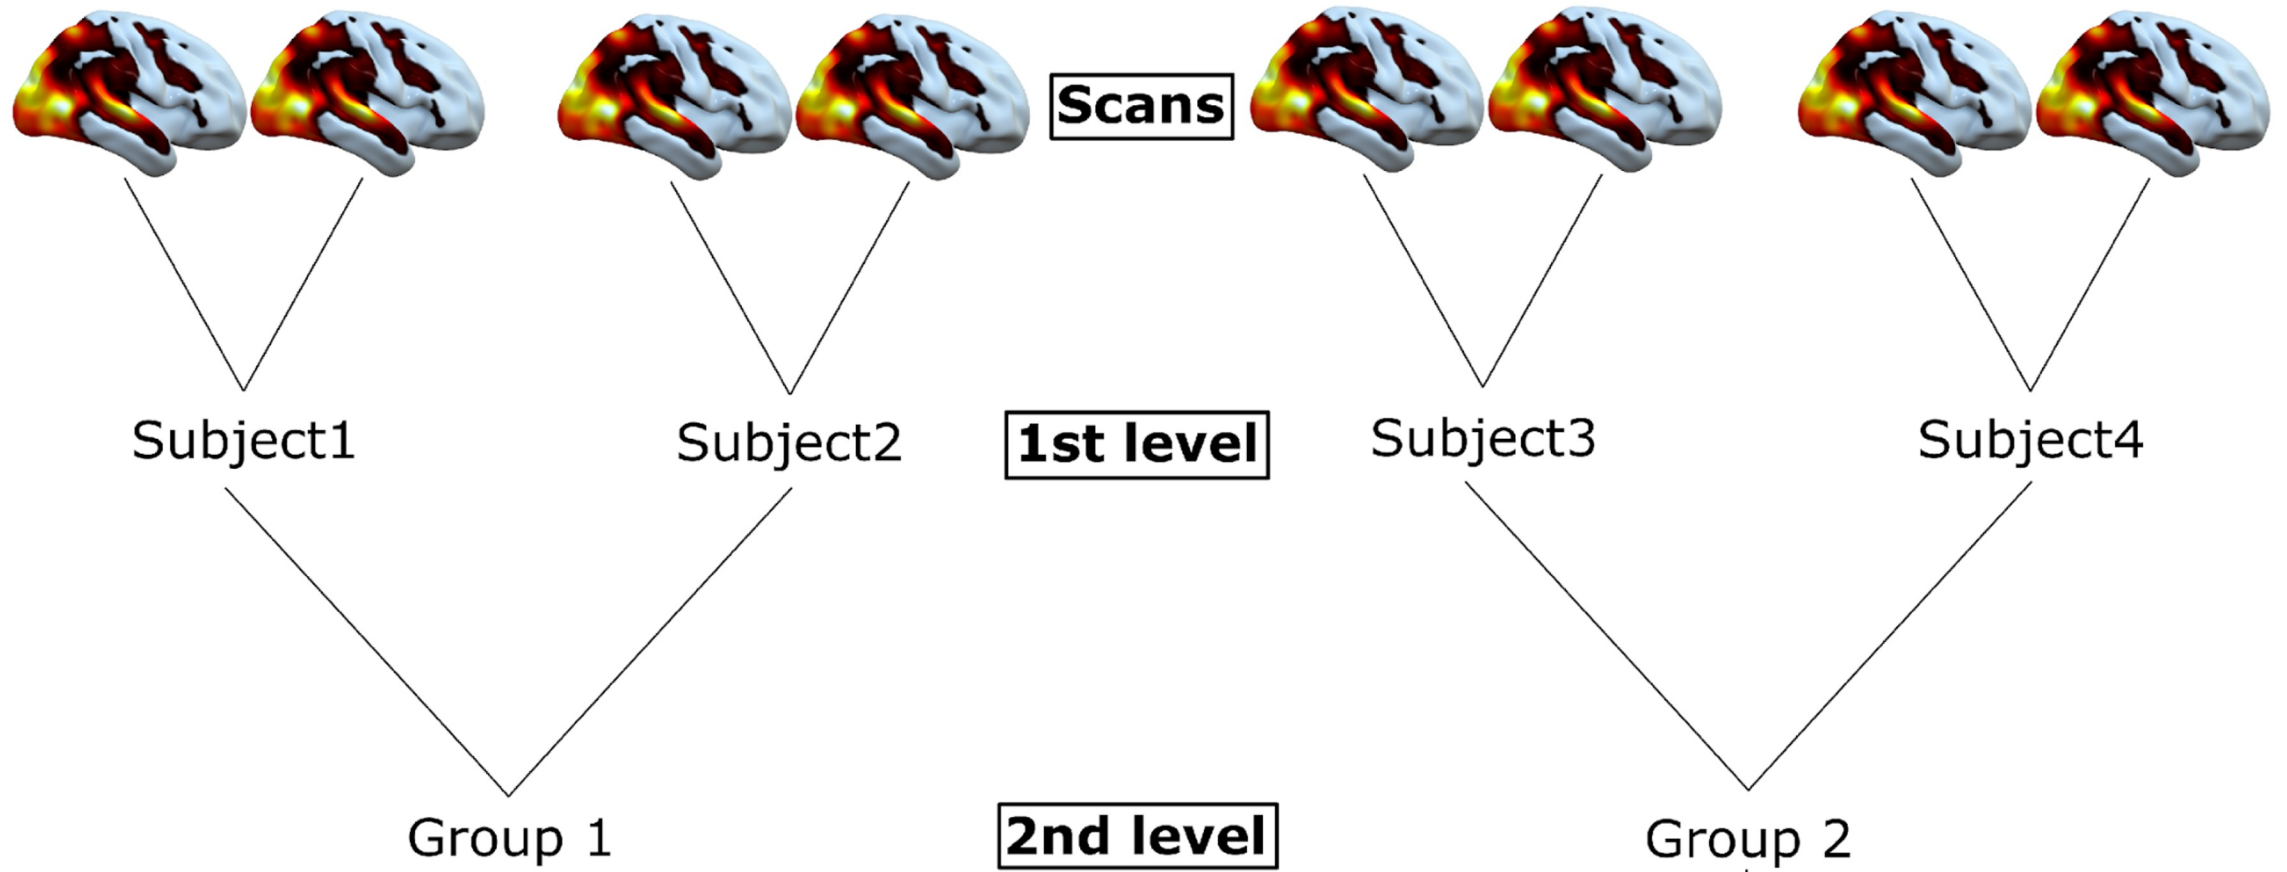 Scans
Subject1
Subject2
1st level
Subject3
Subject4
Group 1
2nd level
Group 2